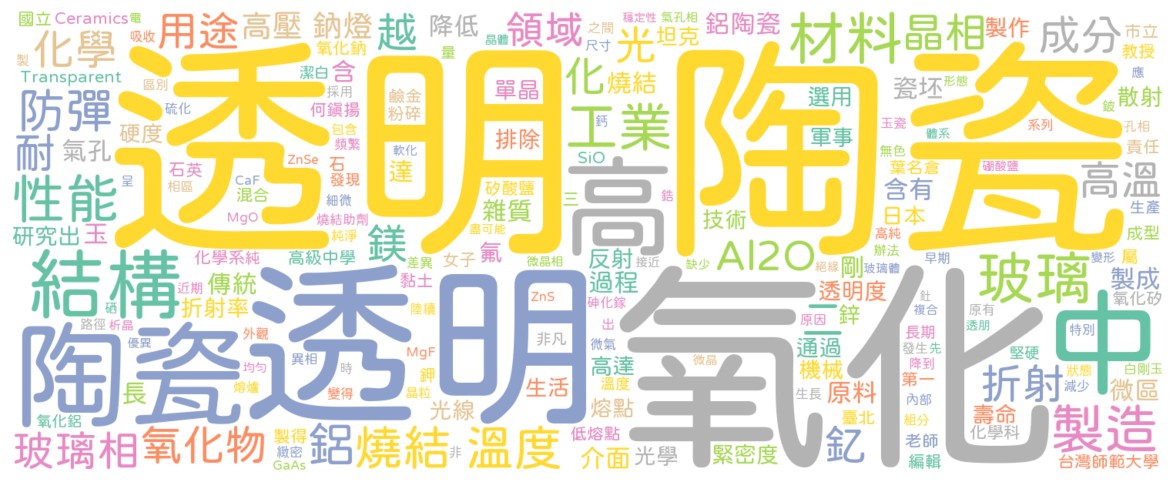 國立 Ceramics 電
吸收
製
化學
Transparent
用途
高壓
鈉燈
氧化鈉
越
降低
量
領域
晶體
尺寸
光
之間
穩定性
氣孔相
坦克
鋁陶瓷
材料
晶相
製作
成分
市立
教授
應
透明
陶瓷
防彈
區別
潔白
採用
含
硫化
何鎮揚
包含
頻繁
硬度
耐
氣孔
鹼金
粉碎
單晶
排除
化
燒結
工業
鈣
SiO
選用
軍事
瓷坯
形態
鈹
散射
玉瓷
體系
系列
孔相
責任
性能
石英
相區
ZnSe
石
發現
軟化
達
呈
CaF
混合
細微
矽酸鹽
雜質
三
高
鋯
無色
硼酸鹽
葉名倉
含有
高溫
研究出
玉
MgO
燒結助劑
純淨
鎂
盡可能
技術
日本
高純
生產
成型
化學系純
高級中學
差異
女子
氟
微晶相
反射
接近
缺少
Al2O
絕緣
剛
玻璃體
辦法
早期
變形
屬
結構
近期
傳統
硒
折射率
黏土
過程
砷化鎵
透明度
釷
玻璃
製成
氧化矽
陶瓷
透明
路徑
析晶
外觀
優異
異相
均勻
熔爐
時
陸續
ZnS
出
非凡
微氣
氧化
二
鋅
原因
通過
複合
長期
原有
發生
先
透朋
降到
中
特別
堅硬
狀態
白剛玉
減少
長
變得
鉀
MgF
晶粒
生活
高達
溫度
微晶
生長
機械
原料
第一
內部
折射
微區
氧化鋁
玻璃相
氧化物
製得
緻密
GaAs
鋁
燒結
光線
非
溫度
熔點
低熔點
介面
光學
緊密度
釔
臺北
組分
老師
編輯
壽命
化學科
製造
台灣師範大學